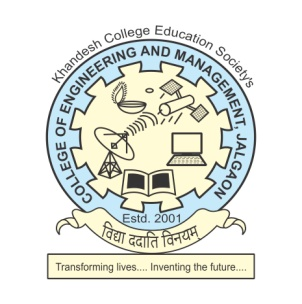 Khandesh College Education Society's
COLLEGE OF ENGINEERING AND MANAGEMENT, JALGAON
Estd. 2001
विद्या ददाति विनयम्
Transforming lives.... Inventing the future....